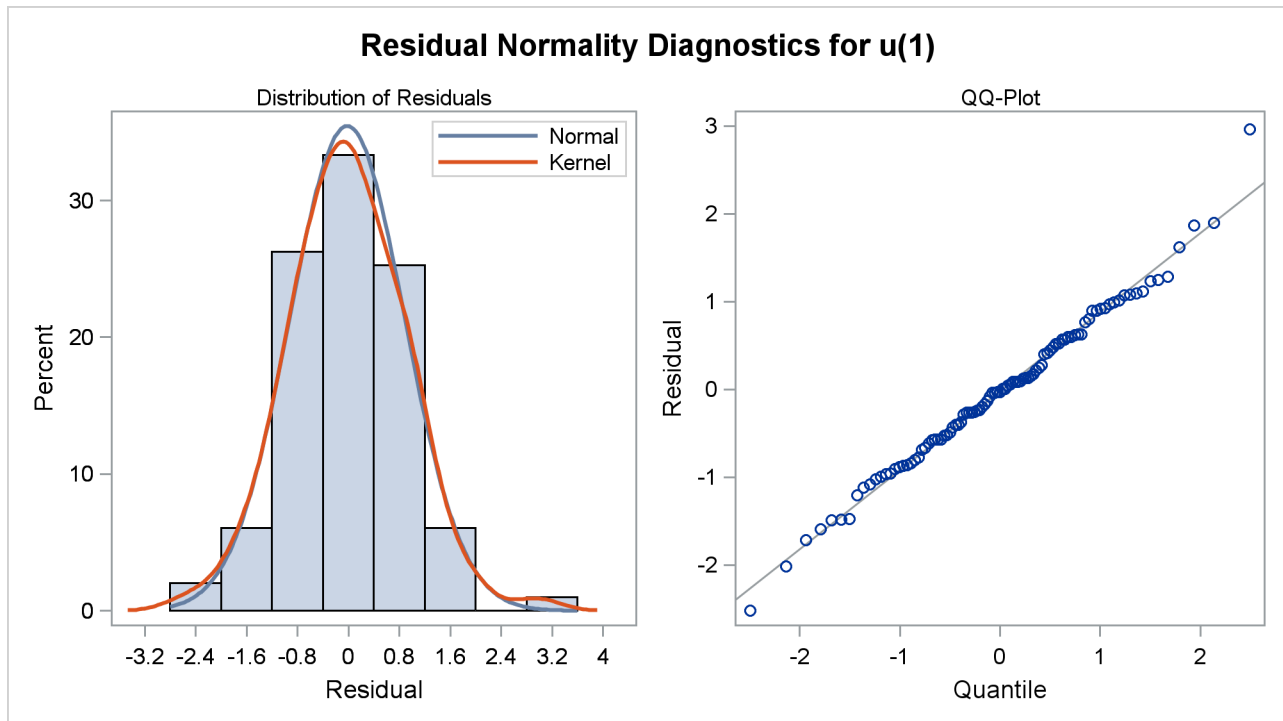 Residual Normality Diagnostics for u(1)
Distribution of Residuals
Normal
Kernel
30
20
10
0
Percent
-3.2 -2.4 -1.6 -0.8 0 0.8 1.6 2.4 3.2 4
Residual
QQ-Plot
3
2
1
0
-1
-2
Residual
-2 -1 0 1 2
Quantile